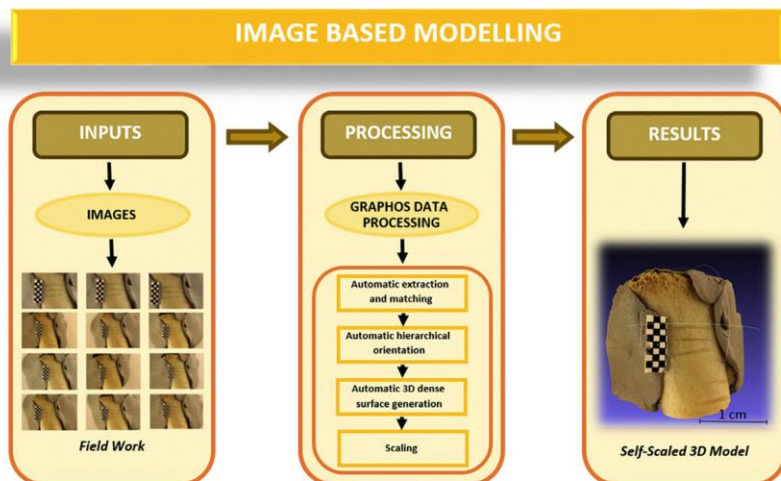 IMAGE BASED MODELLING
INPUTS
IMAGES
Field Work
PROCESSING
GRAPHOS DATA
PROCESSING
Automatic extraction
and matching
Automatic hierarchical
orientation
Automatic 3D dense
surface generation
Scaling
RESULTS
1 cm
Self-Scaled 3D Model